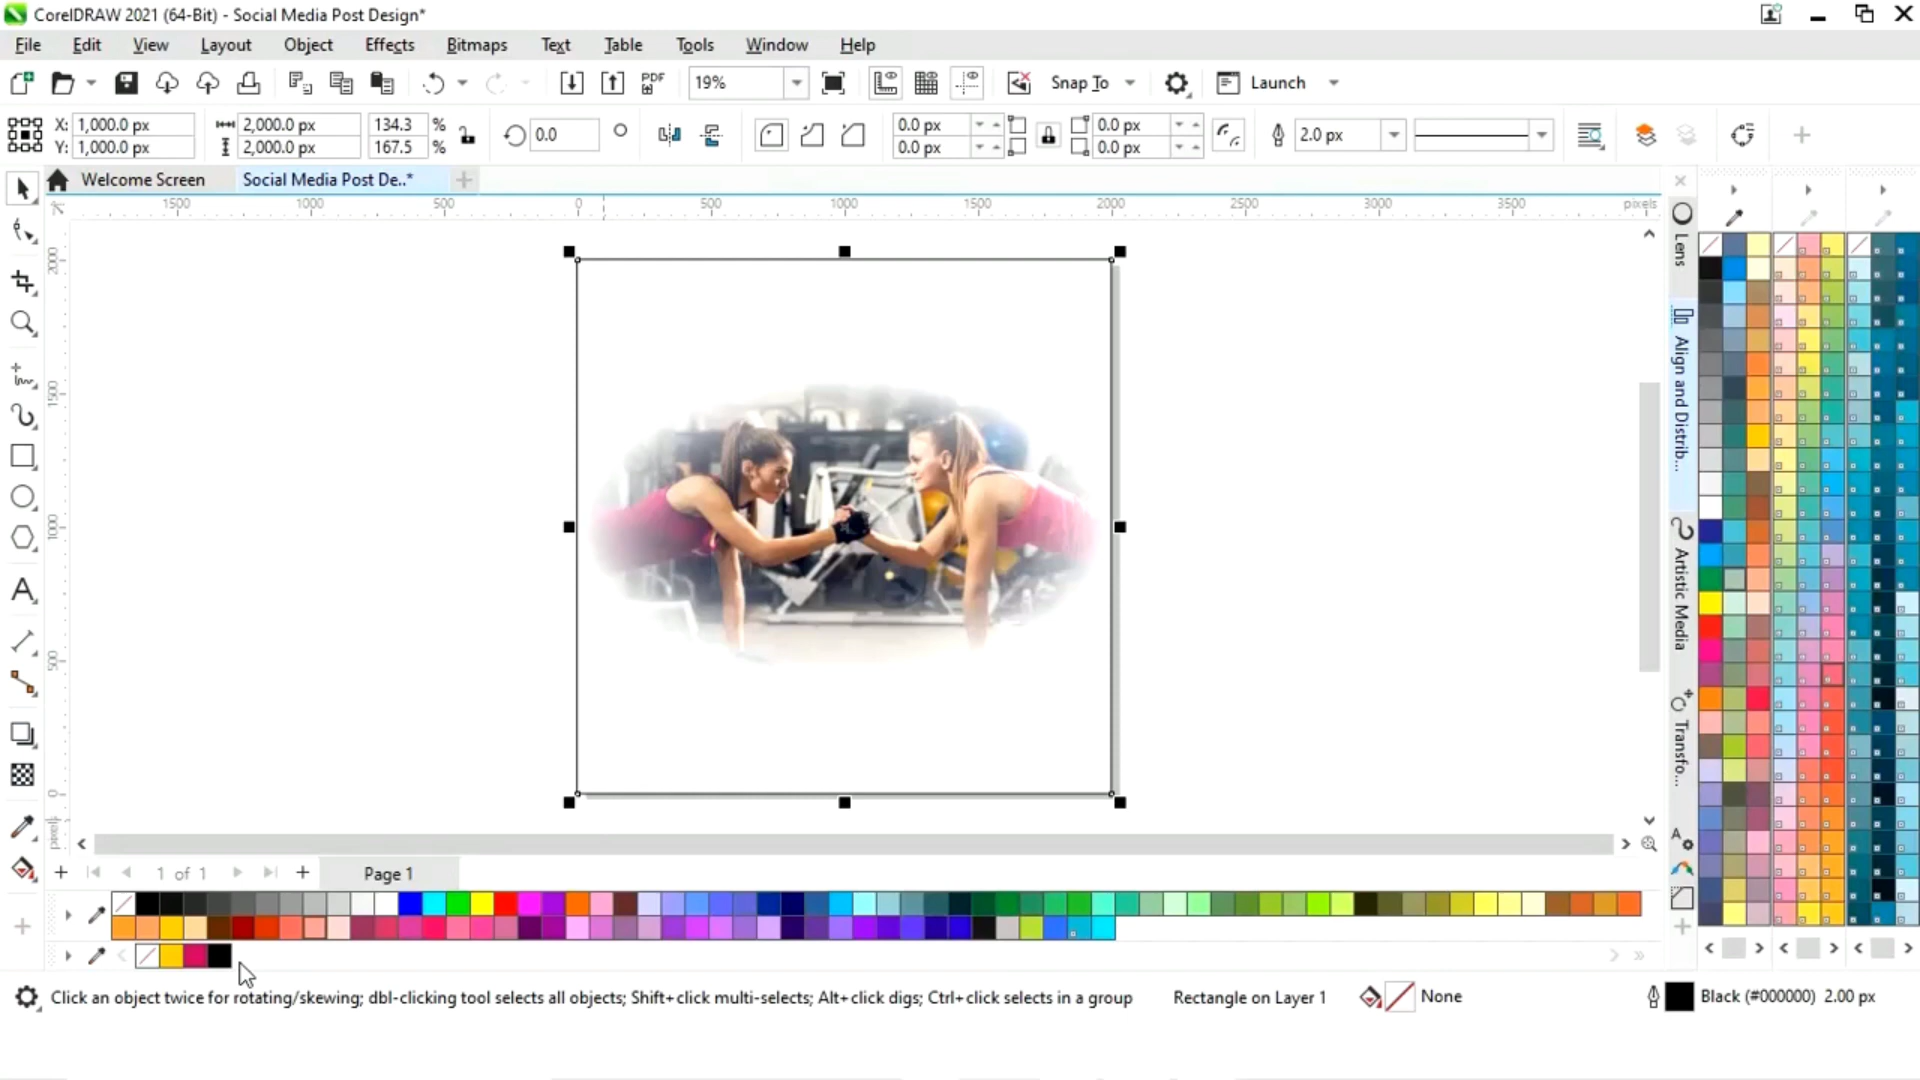 CorelDRAW 2021 (64-Bit) - Social Media Post Design*
File Edit View Layout Object Effects Bitmaps Text Table Tools Window Help
PDF 19% Snap To Launch
X: 1,000.0 px 2,000.0 px 134.3 % 0.0 0.0 px 0.0 px 2.0 px
Y: 1,000.0 px 2,000.0 px 167.5 % 0.0 px 0.0 px
Welcome Screen Social Media Post De..*
1500 1000 500 0 500 1000 1500 2000 2500 3000 3500 pixels
2000
1500
1000
500
0
Lens
Align and Distrib...
Artistic Media
Transfo...
1 of 1 Page 1
Click an object twice for rotating/skewing; dbl-clicking tool selects all objects; Shift+click multi-selects; Alt+click digs; Ctrl+click selects in a group Rectangle on Layer 1 None Black (#000000) 2.00 px